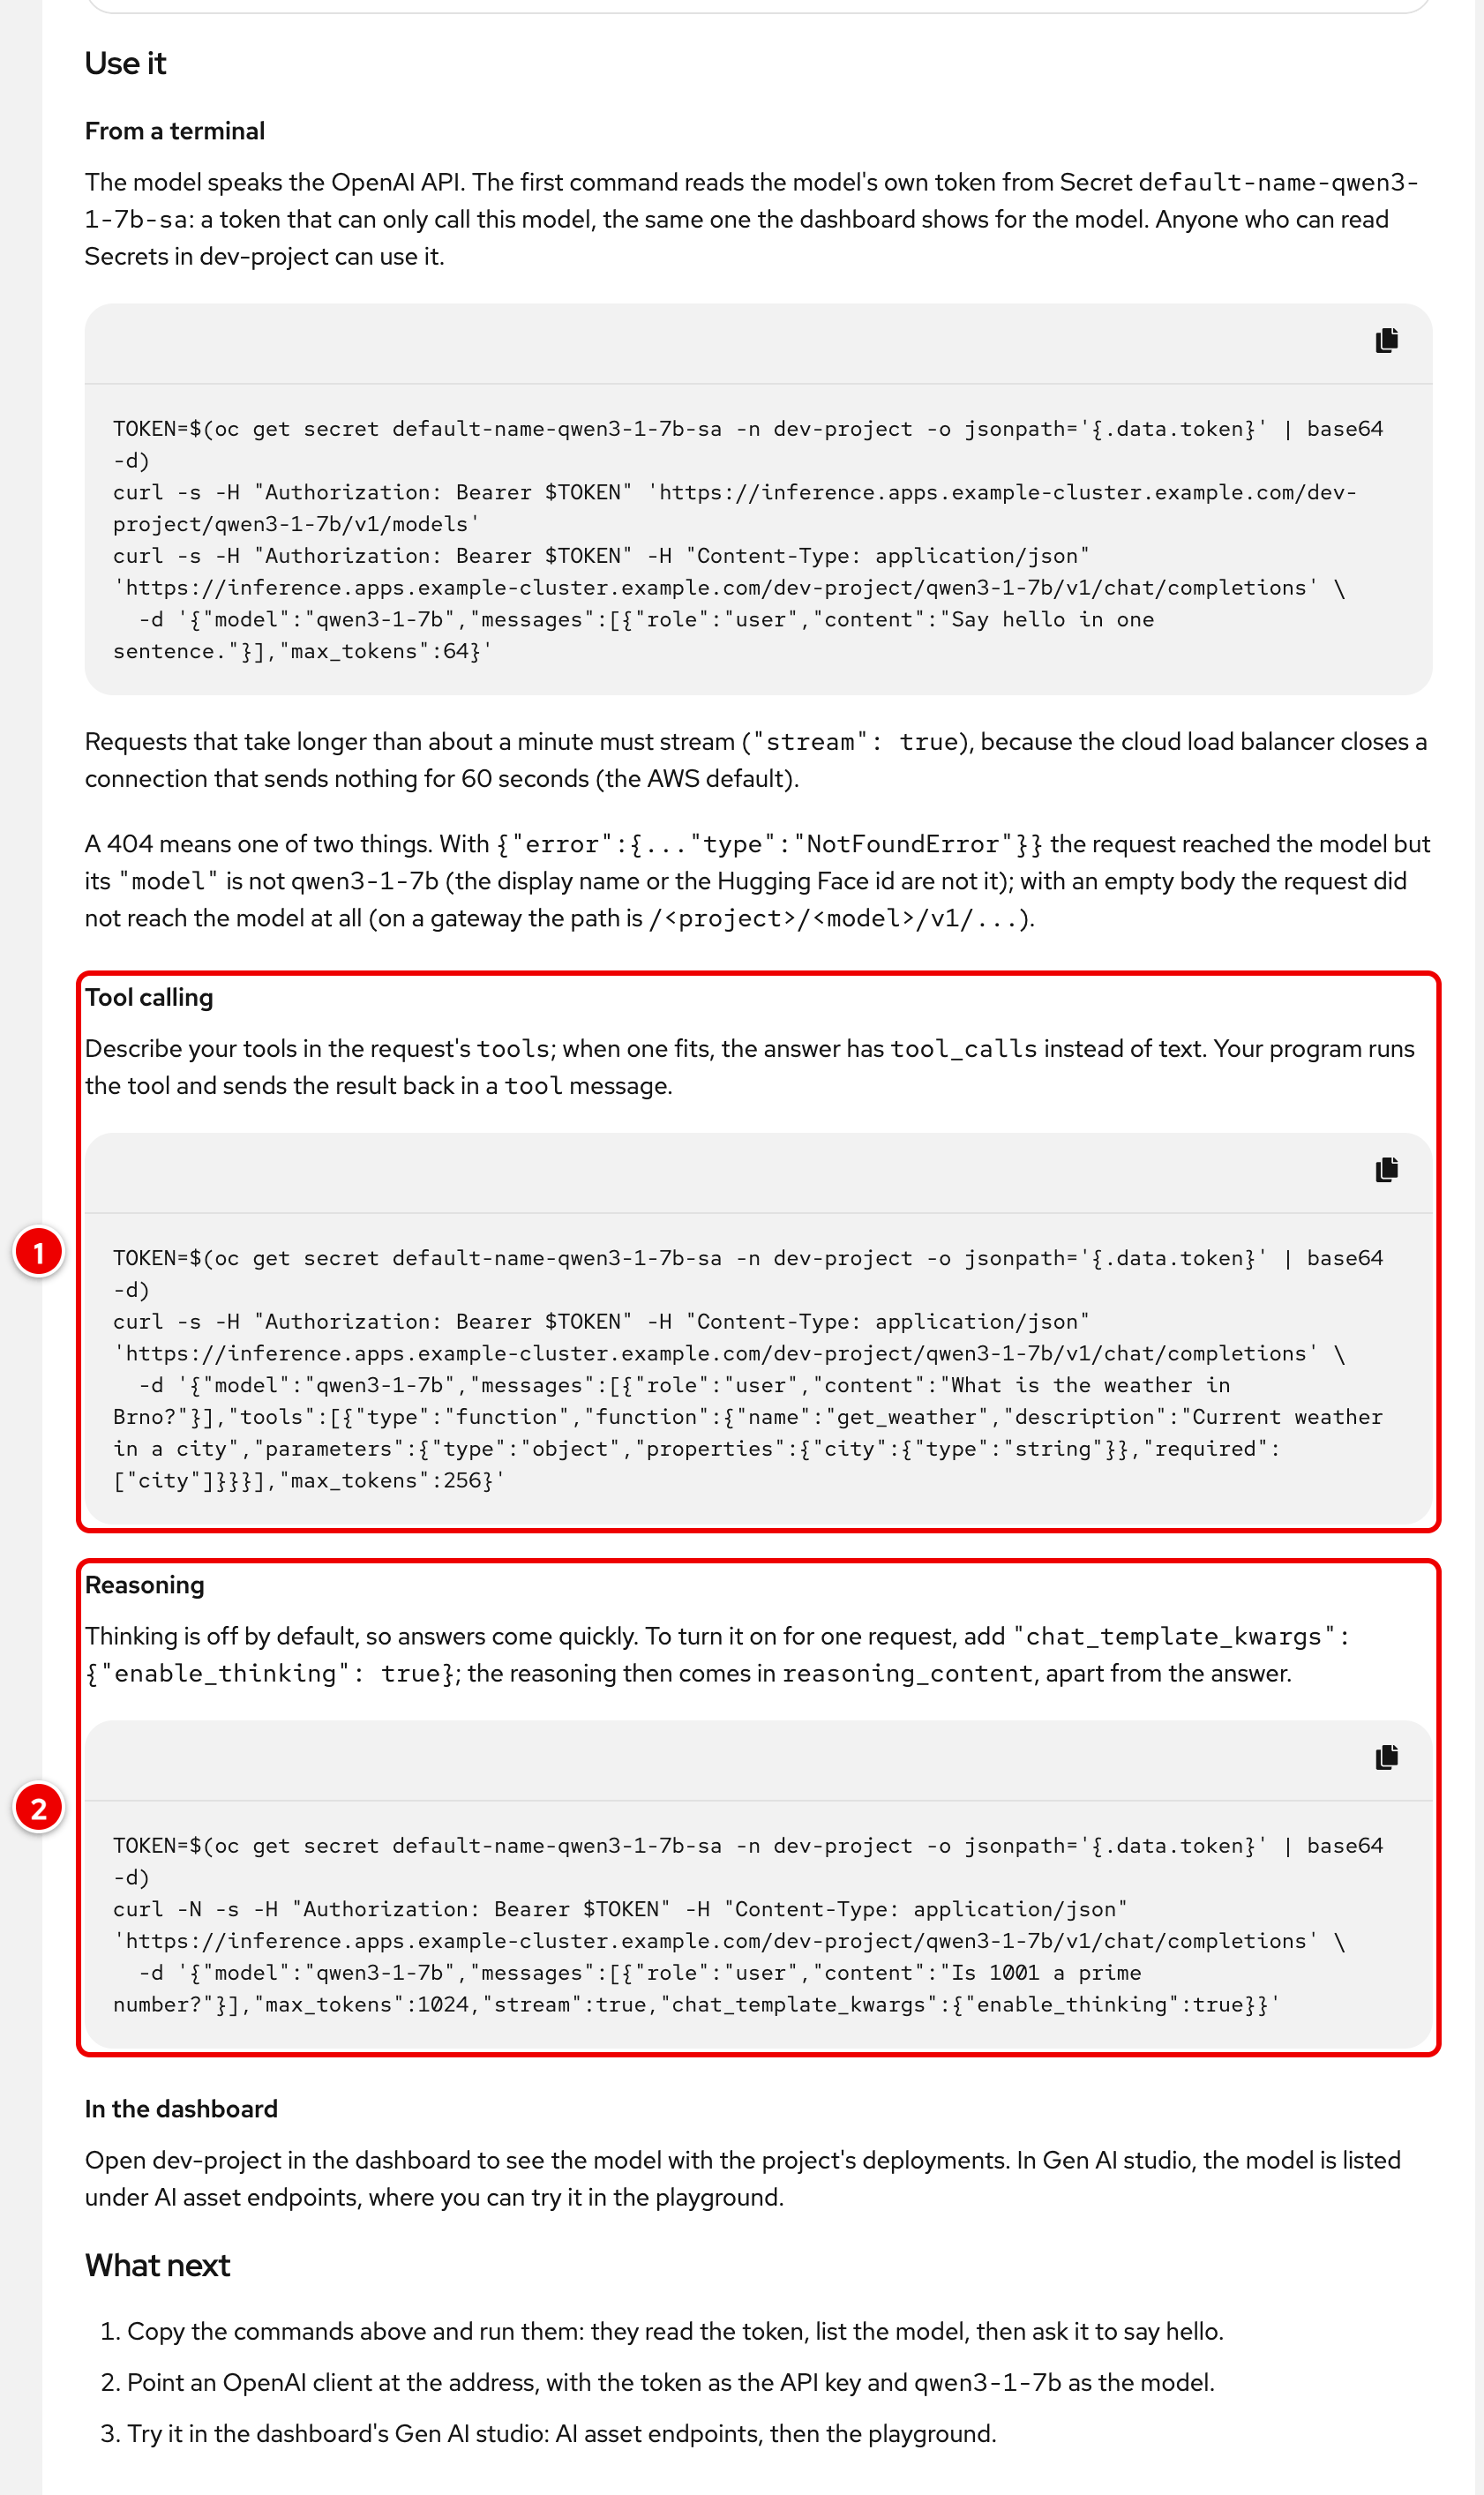 Use it
From a terminal
The model speaks the OpenAI API. The first command reads the model's own token from Secret default-name-qwen3-
1-7b-sa: a token that can only call this model, the same one the dashboard shows for the model. Anyone who can read
Secrets in dev-project can use it.
TOKEN=$(oc get secret default-name-qwen3-1-7b-sa -n dev-project -o jsonpath='{.data.token}' | base64
-d)
curl -s -H "Authorization: Bearer $TOKEN" 'https://inference.apps.example-cluster.example.com/dev-
project/qwen3-1-7b/v1/models'
curl -s -H "Authorization: Bearer $TOKEN" -H "Content-Type: application/json"
'https://inference.apps.example-cluster.example.com/dev-project/qwen3-1-7b/v1/chat/completions' \
  -d '{"model":"qwen3-1-7b","messages":[{"role":"user","content":"Say hello in one
sentence."}],"max_tokens":64}'
Requests that take longer than about a minute must stream ("stream": true), because the cloud load balancer closes a
connection that sends nothing for 60 seconds (the AWS default).
A 404 means one of two things. With {"error":{..."type":"NotFoundError"}} the request reached the model but
its "model" is not qwen3-1-7b (the display name or the Hugging Face id are not it); with an empty body the request did
not reach the model at all (on a gateway the path is /<project>/<model>/v1/...).
Tool calling
Describe your tools in the request's tools; when one fits, the answer has tool_calls instead of text. Your program runs
the tool and sends the result back in a tool message.
1
TOKEN=$(oc get secret default-name-qwen3-1-7b-sa -n dev-project -o jsonpath='{.data.token}' | base64
-d)
curl -s -H "Authorization: Bearer $TOKEN" -H "Content-Type: application/json"
'https://inference.apps.example-cluster.example.com/dev-project/qwen3-1-7b/v1/chat/completions' \
  -d '{"model":"qwen3-1-7b","messages":[{"role":"user","content":"What is the weather in
Brno?"}],"tools":[{"type":"function","function":{"name":"get_weather","description":"Current weather
in a city","parameters":{"type":"object","properties":{"city":{"type":"string"}},"required":
["city"]}}}],"max_tokens":256}'
Reasoning
Thinking is off by default, so answers come quickly. To turn it on for one request, add "chat_template_kwargs":
{"enable_thinking": true}; the reasoning then comes in reasoning_content, apart from the answer.
2
TOKEN=$(oc get secret default-name-qwen3-1-7b-sa -n dev-project -o jsonpath='{.data.token}' | base64
-d)
curl -N -s -H "Authorization: Bearer $TOKEN" -H "Content-Type: application/json"
'https://inference.apps.example-cluster.example.com/dev-project/qwen3-1-7b/v1/chat/completions' \
  -d '{"model":"qwen3-1-7b","messages":[{"role":"user","content":"Is 1001 a prime
number?"}],"max_tokens":1024,"stream":true,"chat_template_kwargs":{"enable_thinking":true}}'
In the dashboard
Open dev-project in the dashboard to see the model with the project's deployments. In Gen AI studio, the model is listed
under AI asset endpoints, where you can try it in the playground.
What next
1. Copy the commands above and run them: they read the token, list the model, then ask it to say hello.
2. Point an OpenAI client at the address, with the token as the API key and qwen3-1-7b as the model.
3. Try it in the dashboard's Gen AI studio: AI asset endpoints, then the playground.